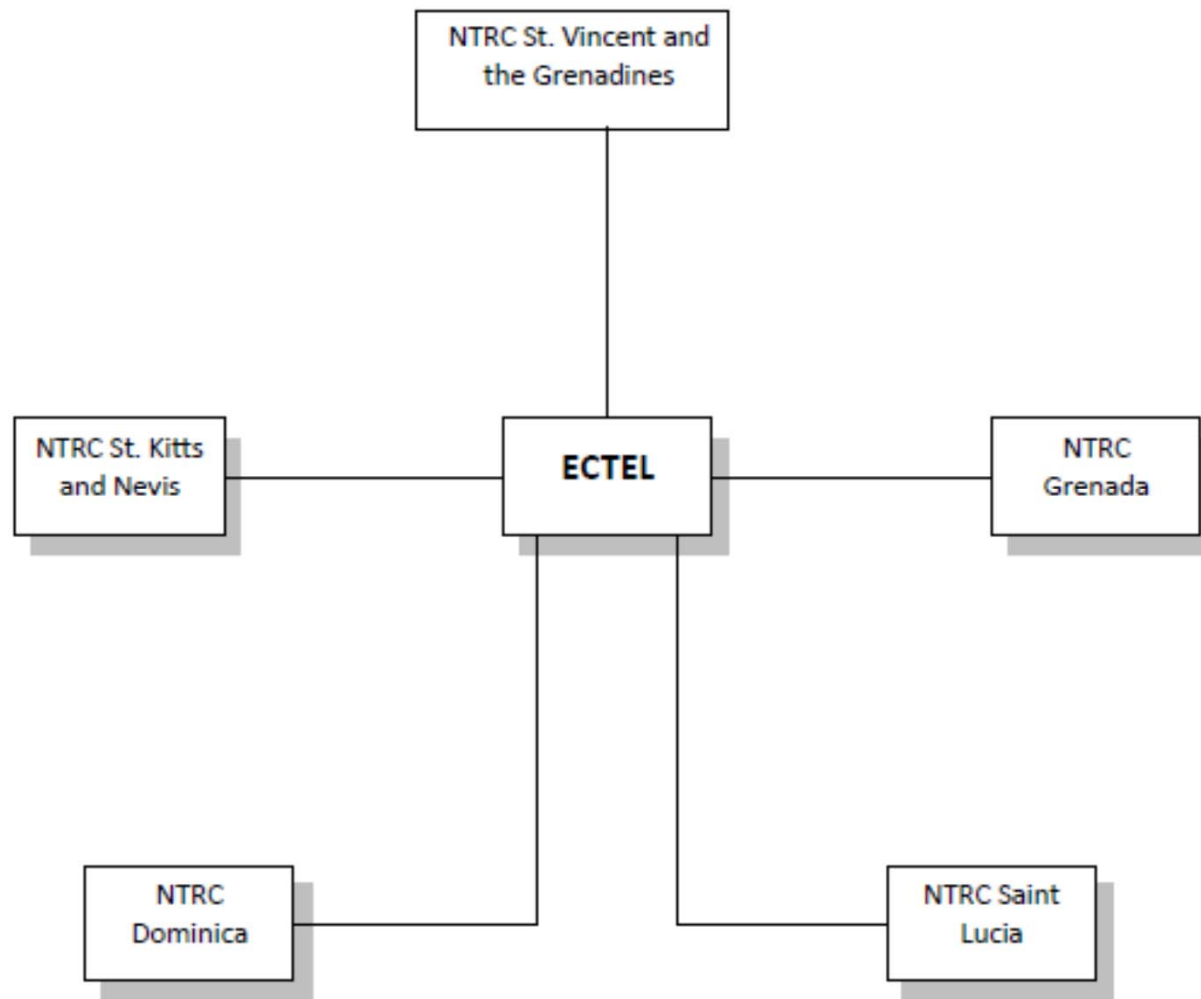 NTRC St. Vincent and
the Grenadines
NTRC St. Kitts
and Nevis
ECTEL
NTRC
Grenada
NTRC
Dominica
NTRC Saint
Lucia